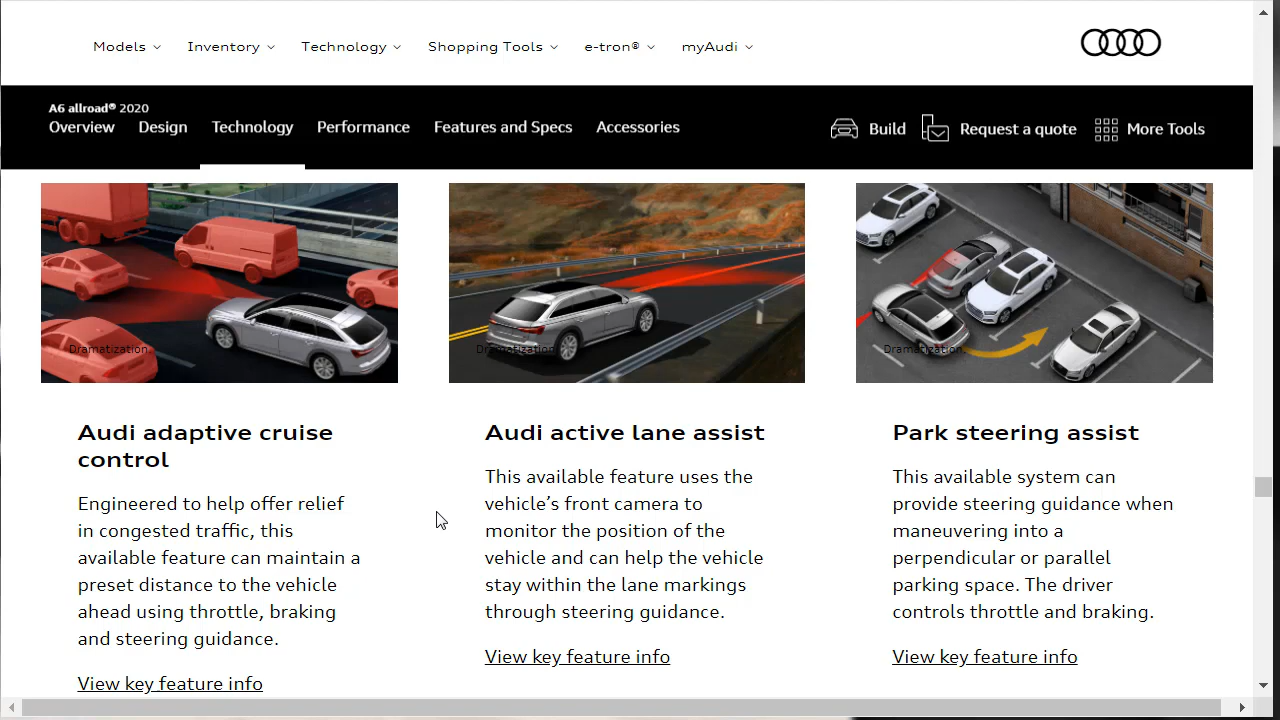 Models
Inventory
Technology
Shopping Tools
e-tron®
myAudi
A6 allroad® 2020
Overview
Design
Technology
Performance
Features and Specs
Accessories
Build
Request a quote
More Tools
Dramatization.
Dramatization.
Dramatization.
Audi adaptive cruise
control
Engineered to help offer relief
in congested traffic, this
available feature can maintain a
preset distance to the vehicle
ahead using throttle, braking
and steering guidance.
View key feature info
Audi active lane assist
This available feature uses the
vehicle’s front camera to
monitor the position of the
vehicle and can help the vehicle
stay within the lane markings
through steering guidance.
View key feature info
Park steering assist
This available system can
provide steering guidance when
maneuvering into a
perpendicular or parallel
parking space. The driver
controls throttle and braking.
View key feature info